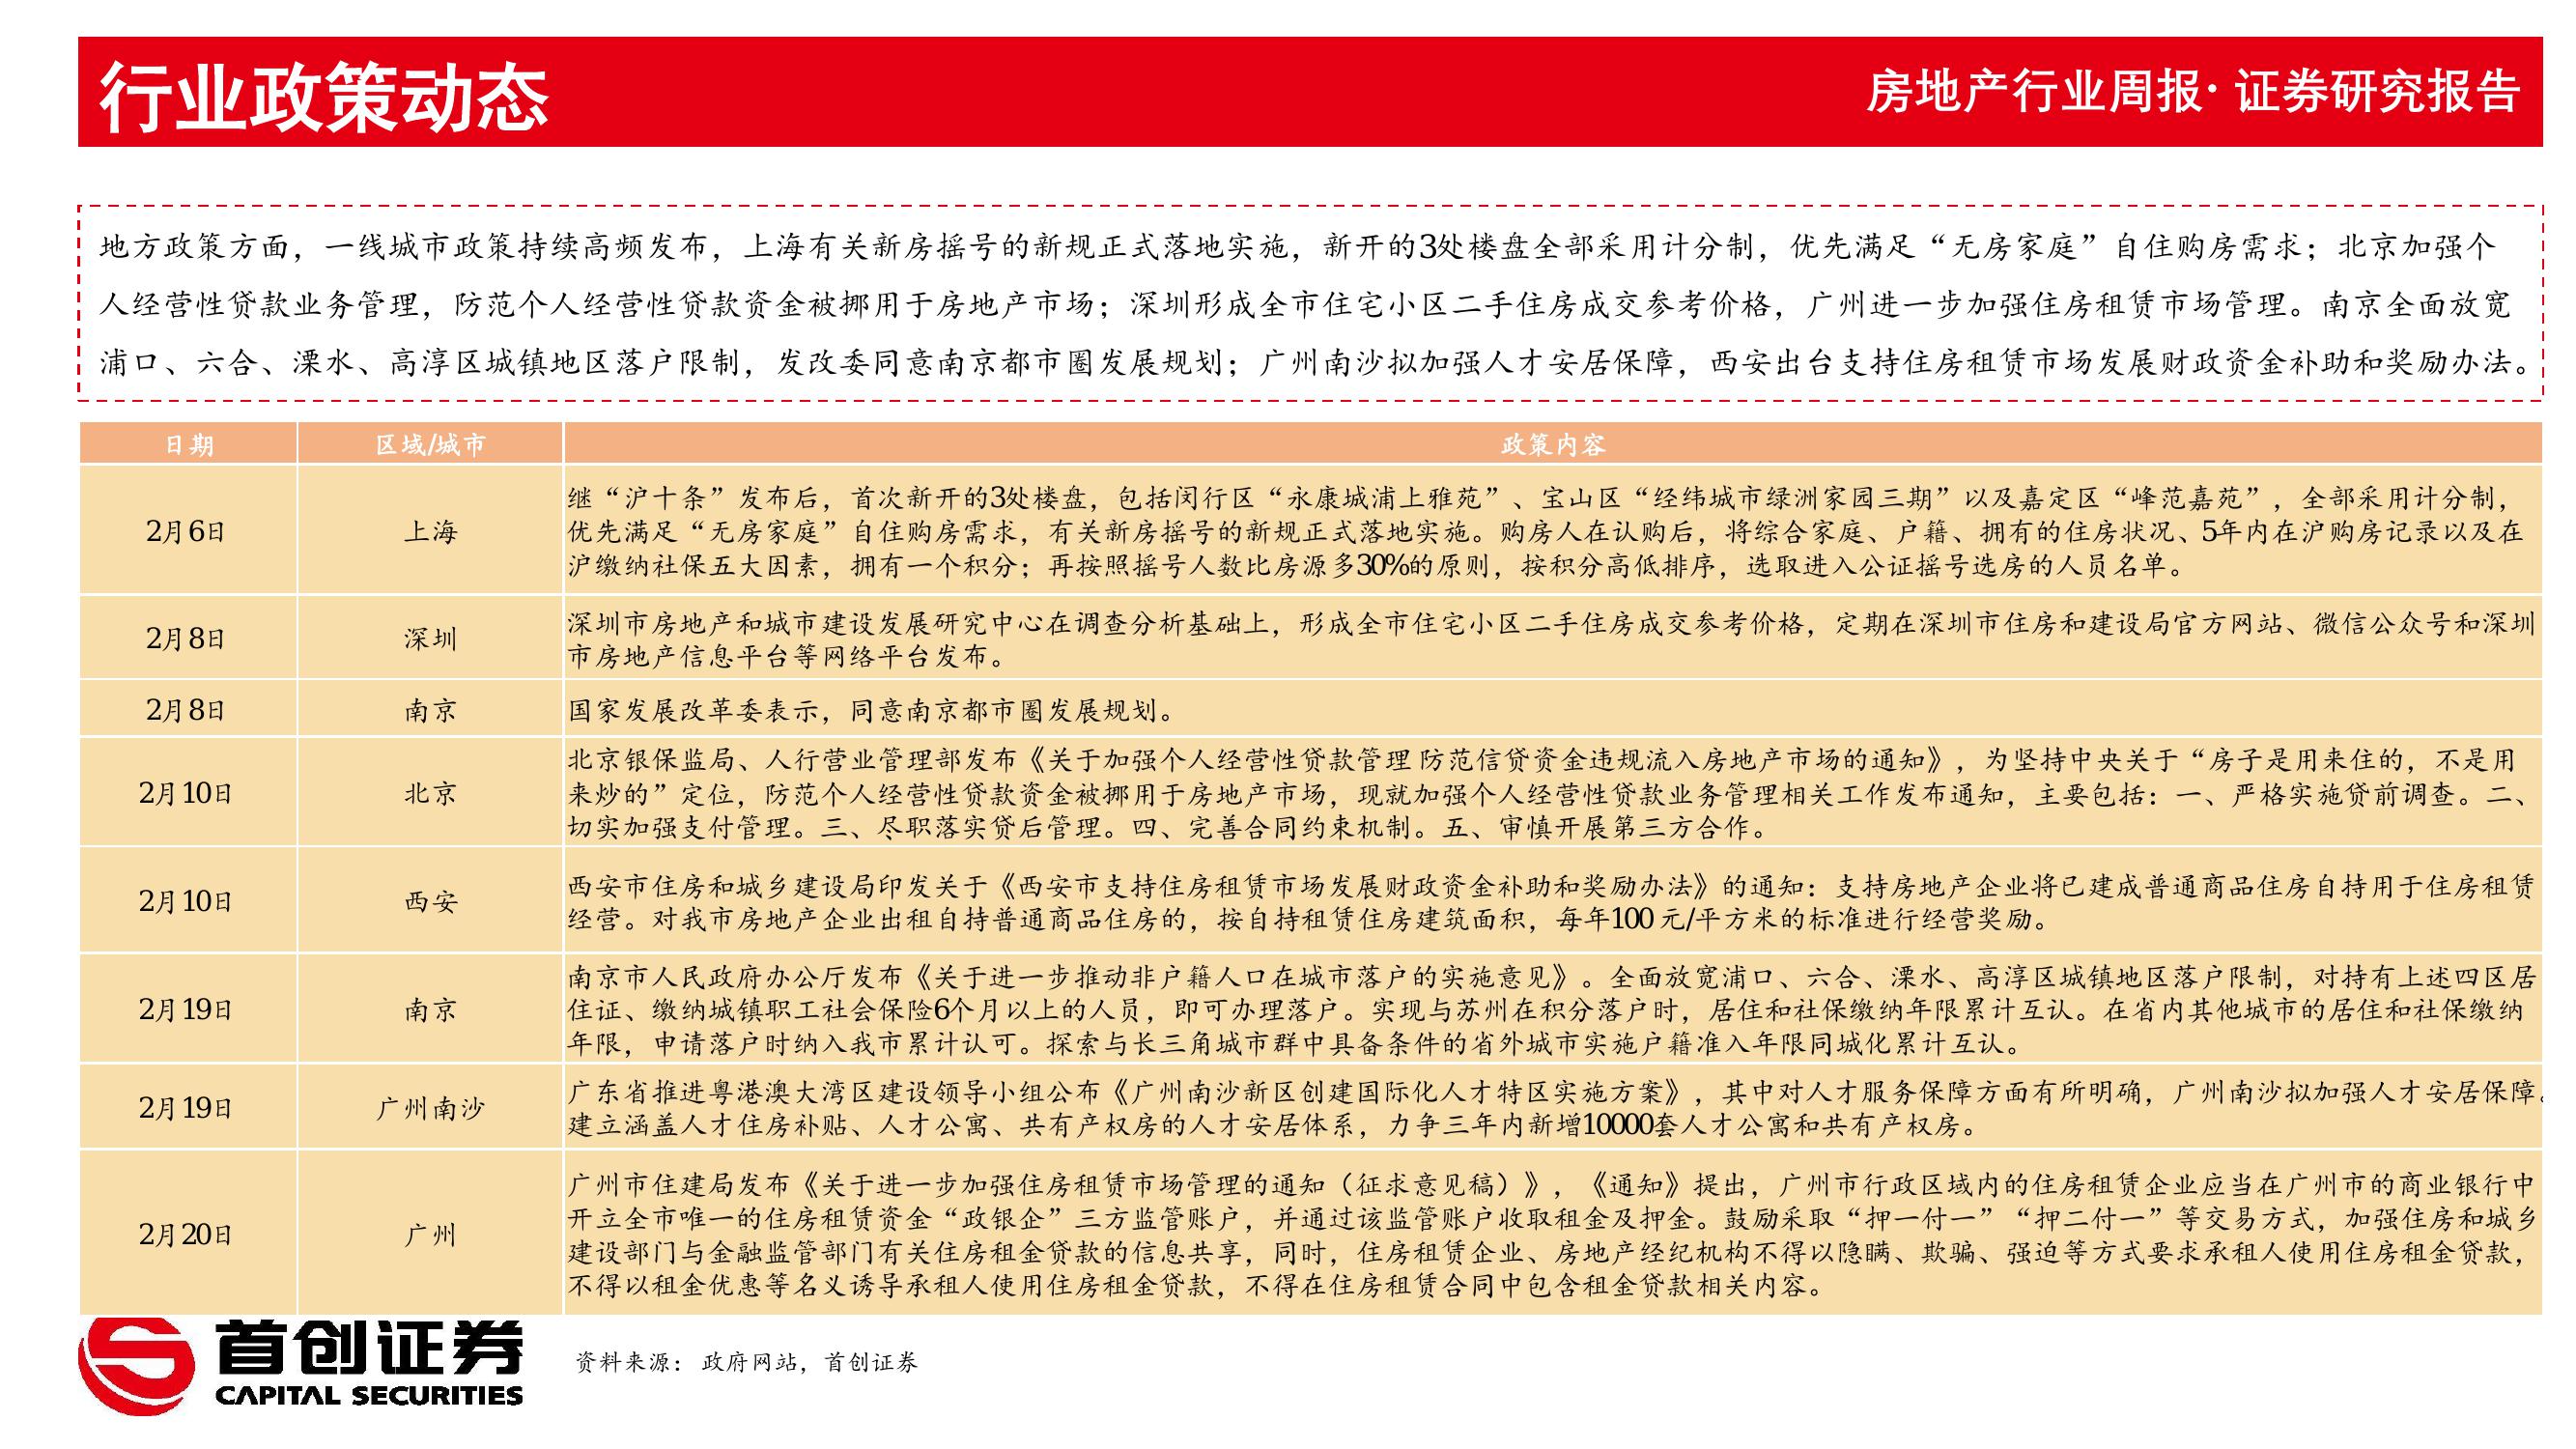 行业政策动态
房地产行业周报· 证券研究报告
地方政策方面，一线城市政策持续高频发布，上海有关新房摇号的新规正式落地实施，新开的3处楼盘全部采用计分制，优先满足“无房家庭”自住购房需求；北京加强个
人经营性贷款业务管理，防范个人经营性贷款资金被挪用于房地产市场；深圳形成全市住宅小区二手住房成交参考价格，广州进一步加强住房租赁市场管理。南京全面放宽
浦口、六合、溧水、高淳区城镇地区落户限制，发改委同意南京都市圈发展规划；广州南沙拟加强人才安居保障，西安出台支持住房租赁市场发展财政资金补助和奖励办法。
日期
区域/城市
政策内容
2月6日
上海
继“沪十条”发布后，首次新开的3处楼盘，包括闵行区“永康城浦上雅苑”、宝山区“经纬城市绿洲家园三期”以及嘉定区“峰范嘉苑”，全部采用计分制，
优先满足“无房家庭”自住购房需求，有关新房摇号的新规正式落地实施。购房人在认购后，将综合家庭、户籍、拥有的住房状况、5年内在沪购房记录以及在
沪缴纳社保五大因素，拥有一个积分；再按照摇号人数比房源多30%的原则，按积分高低排序，选取进入公证摇号选房的人员名单。
2月8日
深圳
深圳市房地产和城市建设发展研究中心在调查分析基础上，形成全市住宅小区二手住房成交参考价格，定期在深圳市住房和建设局官方网站、微信公众号和深圳
市房地产信息平台等网络平台发布。
2月8日
南京
国家发展改革委表示，同意南京都市圈发展规划。
2月10日
北京
北京银保监局、人行营业管理部发布《关于加强个人经营性贷款管理 防范信贷资金违规流入房地产市场的通知》，为坚持中央关于“房子是用来住的，不是用
来炒的”定位，防范个人经营性贷款资金被挪用于房地产市场，现就加强个人经营性贷款业务管理相关工作发布通知，主要包括：一、严格实施贷前调查。二、
切实加强支付管理。三、尽职落实贷后管理。四、完善合同约束机制。五、审慎开展第三方合作。
2月10日
西安
西安市住房和城乡建设局印发关于《西安市支持住房租赁市场发展财政资金补助和奖励办法》的通知：支持房地产企业将已建成普通商品住房自持用于住房租赁
经营。对我市房地产企业出租自持普通商品住房的，按自持租赁住房建筑面积，每年100 元/平方米的标准进行经营奖励。
2月19日
南京
南京市人民政府办公厅发布《关于进一步推动非户籍人口在城市落户的实施意见》。全面放宽浦口、六合、溧水、高淳区城镇地区落户限制，对持有上述四区居
住证、缴纳城镇职工社会保险6个月以上的人员，即可办理落户。实现与苏州在积分落户时，居住和社保缴纳年限累计互认。在省内其他城市的居住和社保缴纳
年限，申请落户时纳入我市累计认可。探索与长三角城市群中具备条件的省外城市实施户籍准入年限同城化累计互认。
2月19日
广州南沙
广东省推进粤港澳大湾区建设领导小组公布《广州南沙新区创建国际化人才特区实施方案》，其中对人才服务保障方面有所明确，广州南沙拟加强人才安居保障。
建立涵盖人才住房补贴、人才公寓、共有产权房的人才安居体系，力争三年内新增10000套人才公寓和共有产权房。
2月20日
广州
广州市住建局发布《关于进一步加强住房租赁市场管理的通知（征求意见稿）》，《通知》提出，广州市行政区域内的住房租赁企业应当在广州市的商业银行中
开立全市唯一的住房租赁资金“政银企”三方监管账户，并通过该监管账户收取租金及押金。鼓励采取“押一付一”“押二付一”等交易方式，加强住房和城乡
建设部门与金融监管部门有关住房租金贷款的信息共享，同时，住房租赁企业、房地产经纪机构不得以隐瞒、欺骗、强迫等方式要求承租人使用住房租金贷款，
不得以租金优惠等名义诱导承租人使用住房租金贷款，不得在住房租赁合同中包含租金贷款相关内容。
首创证券
CAPITAL SECURITIES
资料来源：政府网站，首创证券